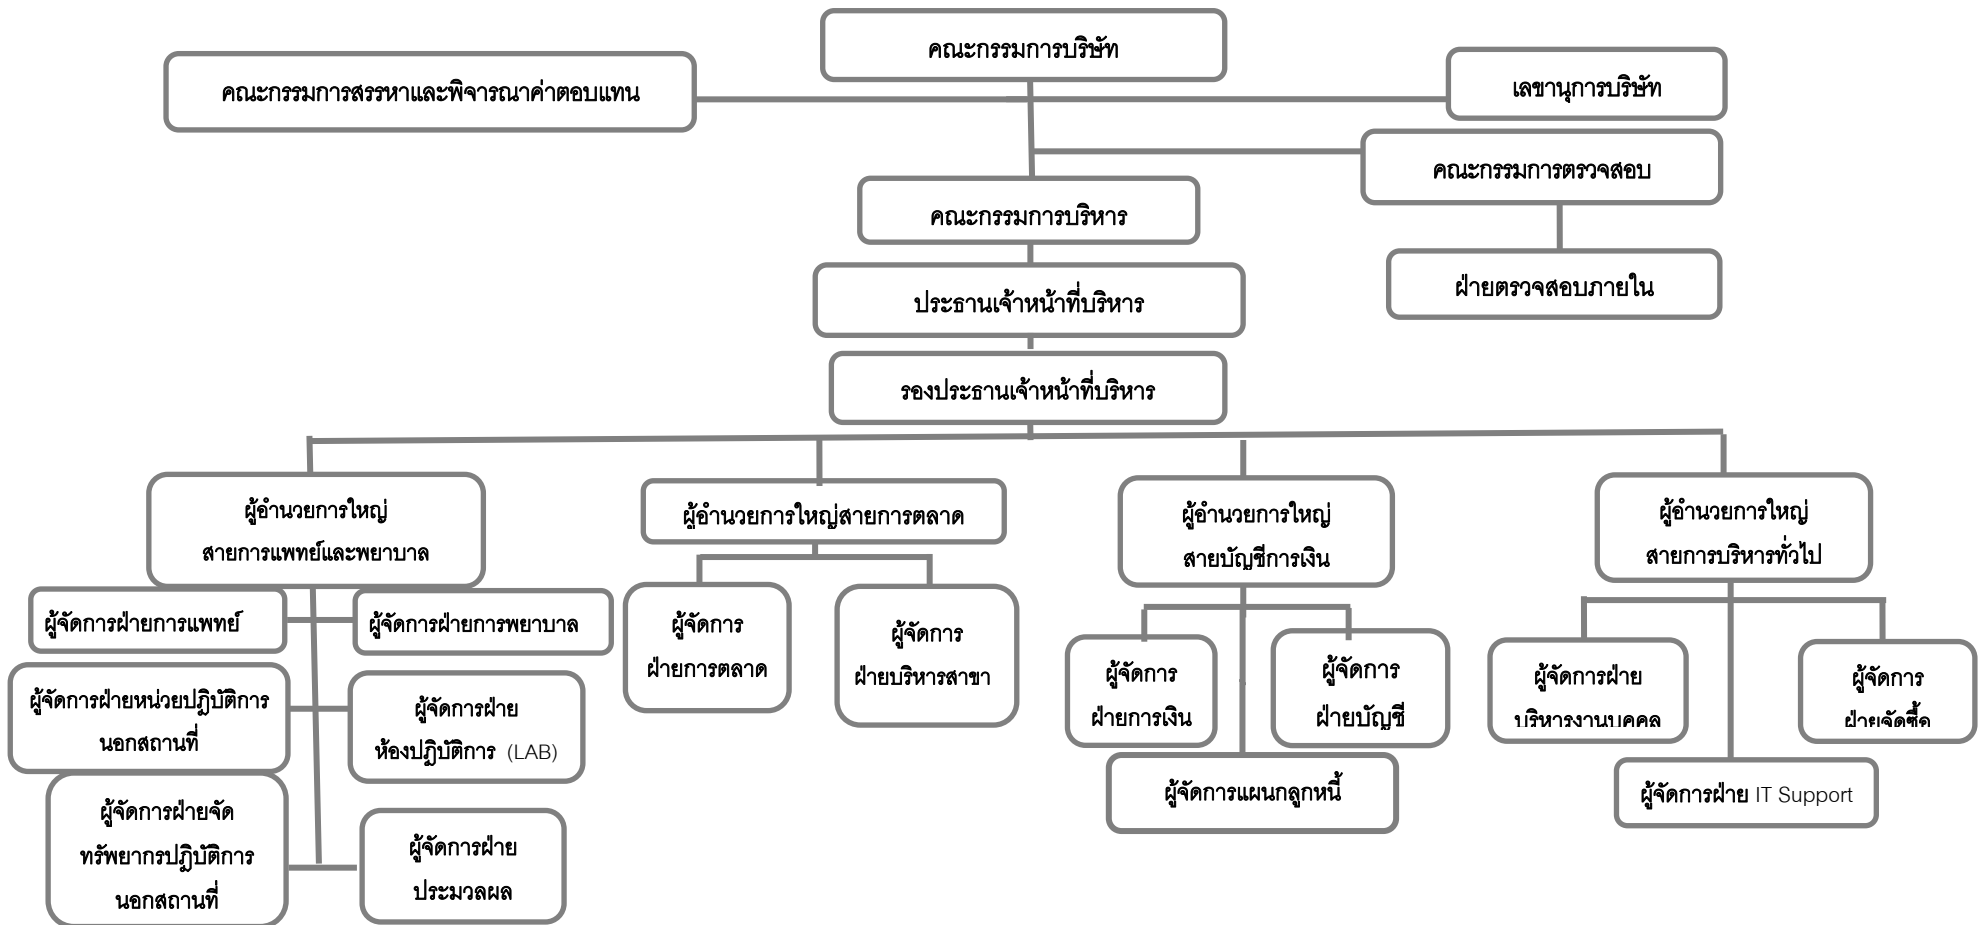 คณะกรรมการบริษัท
คณะกรรมการสรรหาและพิจารณาค่าตอบแทน
เลขานุการบริษัท
คณะกรรมการตรวจสอบ
คณะกรรมการบริหาร
ฝ่ายตรวจสอบภายใน
ประธานเจ้าหน้าที่บริหาร
รองประธานเจ้าหน้าที่บริหาร
ผู้อำนวยการใหญ่
สายการแพทย์และพยาบาล
ผู้อำนวยการใหญ่สายการตลาด
ผู้อำนวยการใหญ่
สายบัญชีการเงิน
ผู้อำนวยการใหญ่
สายการบริหารทั่วไป
ผู้จัดการฝ่ายการแพทย์
ผู้จัดการฝ่ายการพยาบาล
ผู้จัดการฝ่ายหน่วยปฏิบัติการ
นอกสถานที่
ผู้จัดการฝ่าย
ห้องปฏิบัติการ (LAB)
ผู้จัดการฝ่ายจัด
ทรัพยากรปฏิบัติการ
นอกสถานที่
ผู้จัดการฝ่าย
ประมวลผล
ผู้จัดการ
ฝ่ายการตลาด
ผู้จัดการ
ฝ่ายบริหารสาขา
ผู้จัดการ
ฝ่ายการเงิน
ผู้จัดการ
ฝ่ายบัญชี
ผู้จัดการแผนกลูกหนี้
ผู้จัดการฝ่าย
บริหารงานบุคคล
ผู้จัดการ
ฝ่ายจัดซื้อ
ผู้จัดการฝ่าย IT Support